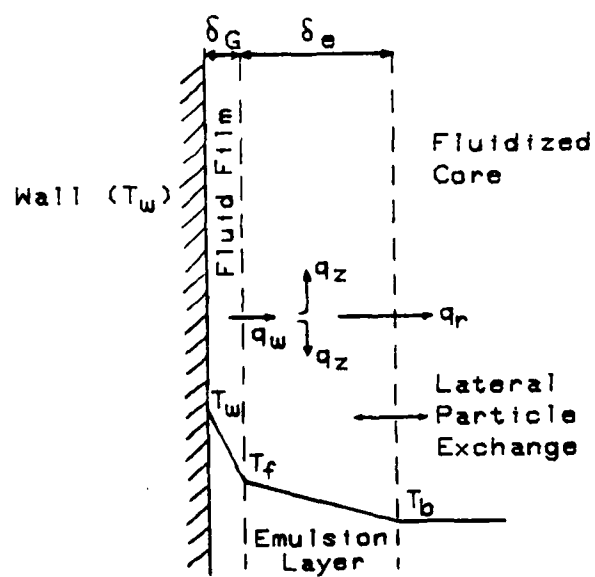 δG δe
Fluid Film
Fluidized
Core
Wall (Tw)
qz
qw
qr
qz
Lateral
Particle
Exchange
Tw
Tf
Tb
Emulsion
Layer